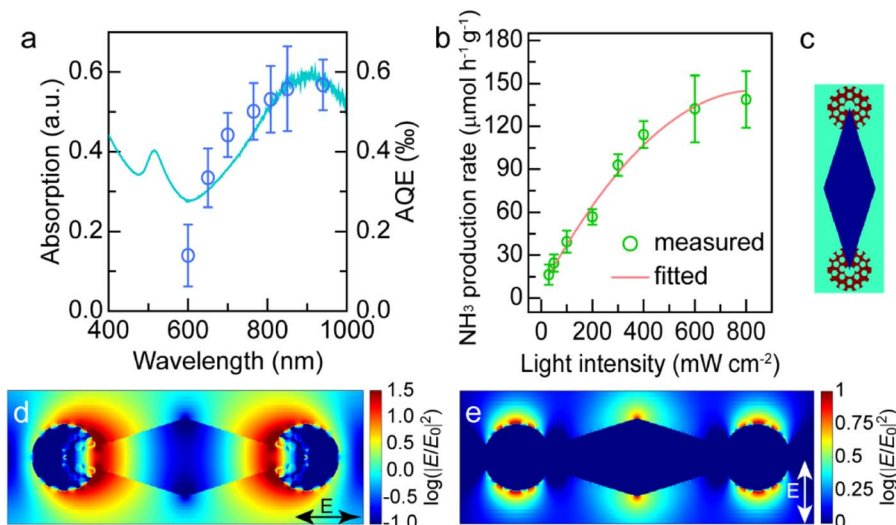 a
Absorption (a.u.)
0.6
0.4
0.2
0.0
0.6
0.4
0.2
0.0
AQE (‰)
400 600 800 1000
Wavelength (nm)
b
NH³ production rate (μmol h⁻¹ g⁻¹)
180
150
120
90
60
30
0
measured
fitted
0 200 400 600 800
Light intensity (mW cm⁻²)
c
d
E
1.5
1.0
0.5
0.0
-0.5
-1.0
log(|E/E₀|²)
e
E
1
0.75
0.5
0.25
0
log(|E/E₀|²)